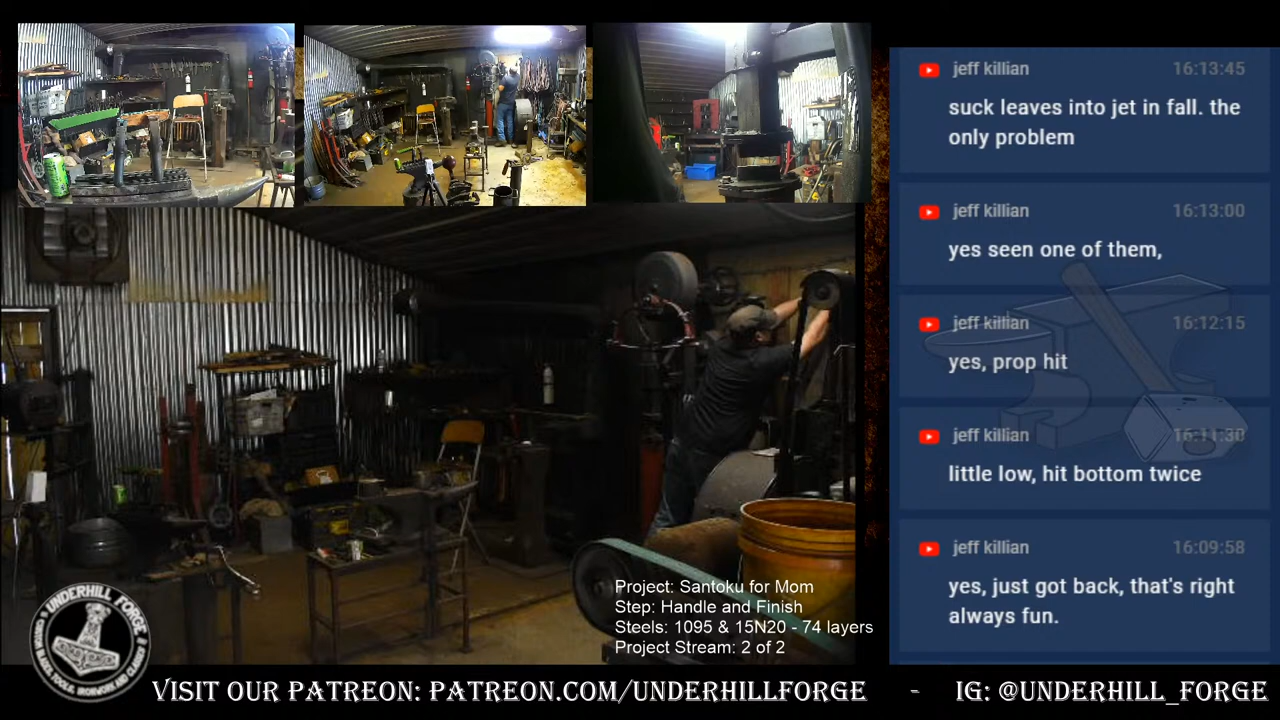 jeff killian 16:13:45
suck leaves into jet in fall. the
only problem
jeff killian 16:13:00
yes seen one of them,
jeff killian 16:12:15
yes, prop hit
jeff killian 16:11:30
little low, hit bottom twice
jeff killian 16:09:58
yes, just got back, that's right
always fun.
Project: Santoku for Mom
Step: Handle and Finish
Steels: 1095 & 15N20 - 74 layers
Project Stream: 2 of 2
UNDERHILL FORGE
VISIT OUR PATREON: PATREON.COM/UNDERHILLFORGE - IG: @UNDERHILL_FORGE